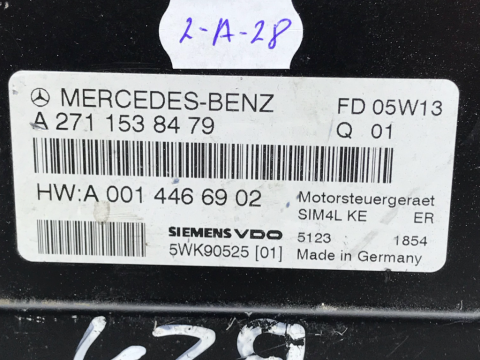 2-A-28
MERCEDES-BENZ FD 05W13
A 271 153 84 79 Q 01
HW:A 001 446 69 02 Motorsteuergeraet
SIM4L KE ER
SIEMENS VDO 5123 1854
5WK90525 [01] Made in Germany